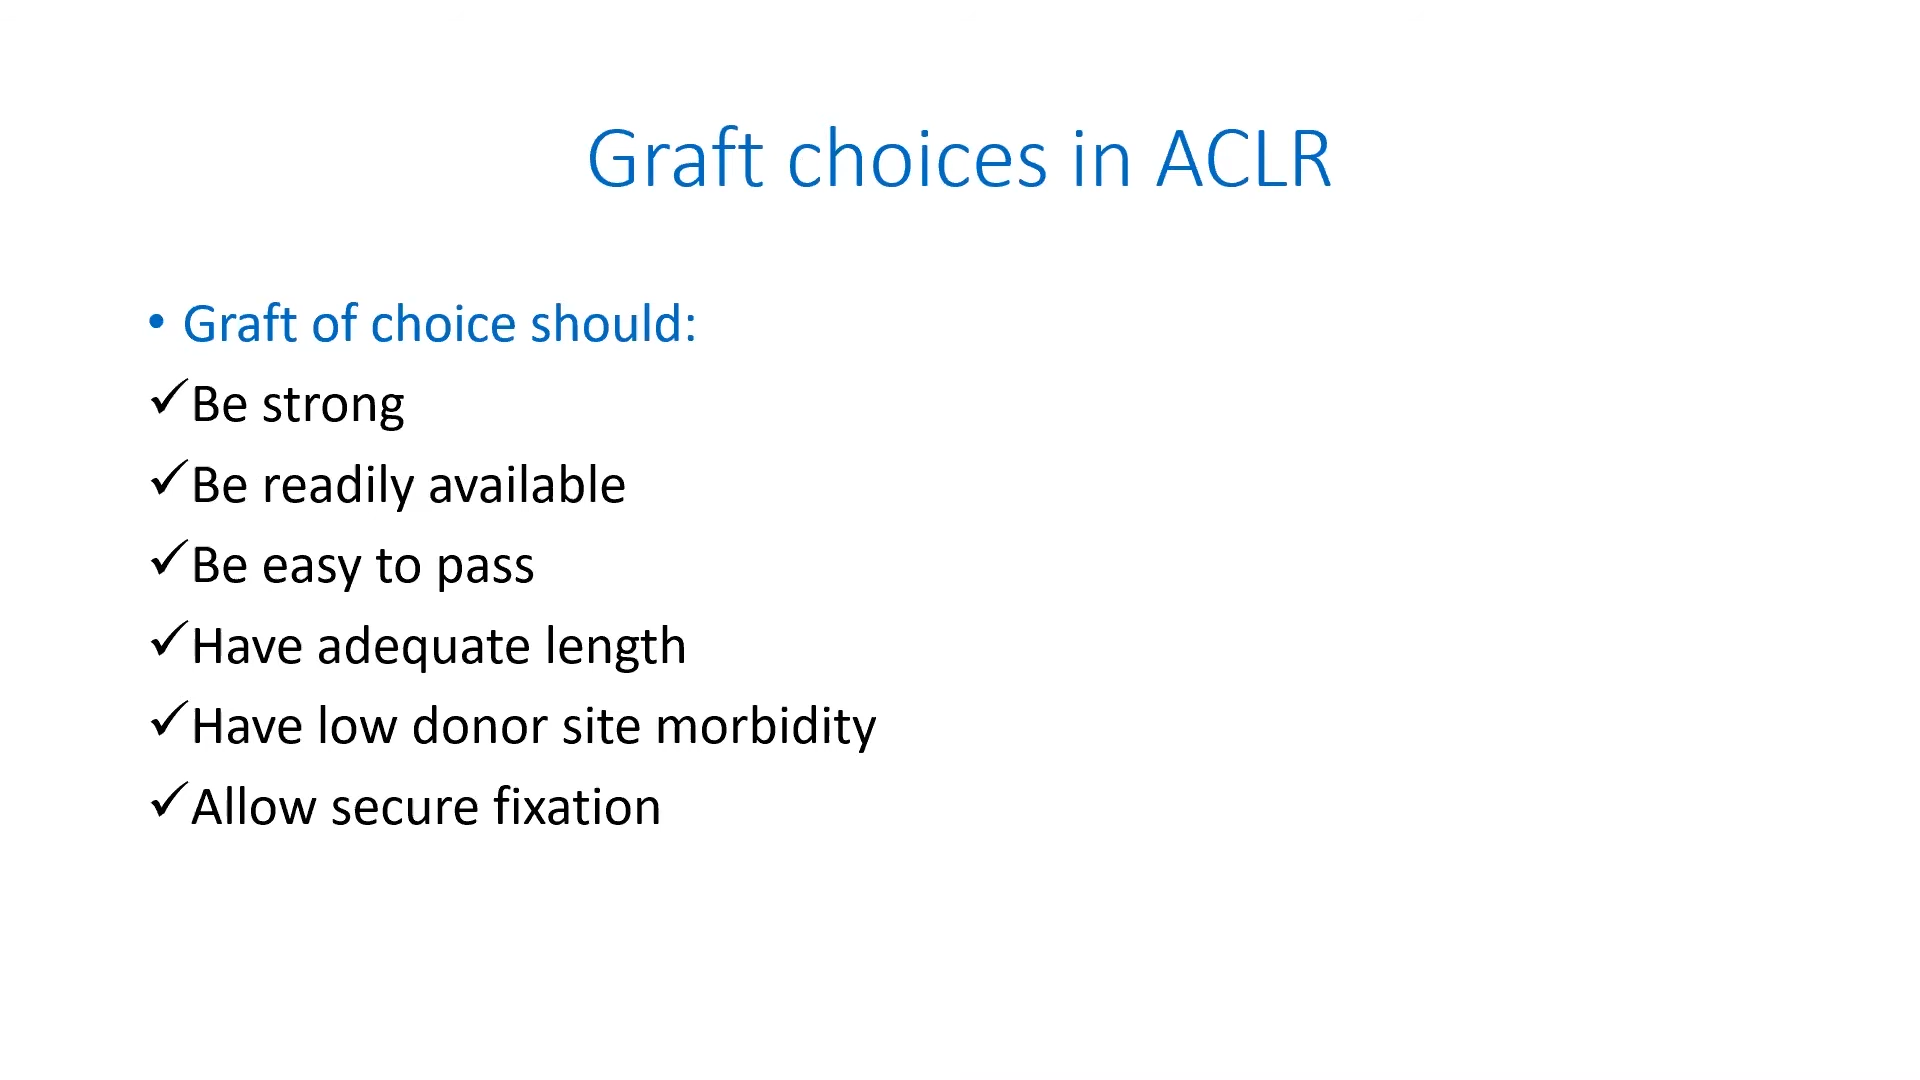 Graft choices in ACLR
• Graft of choice should:
✓Be strong
✓Be readily available
✓Be easy to pass
✓Have adequate length
✓Have low donor site morbidity
✓Allow secure fixation